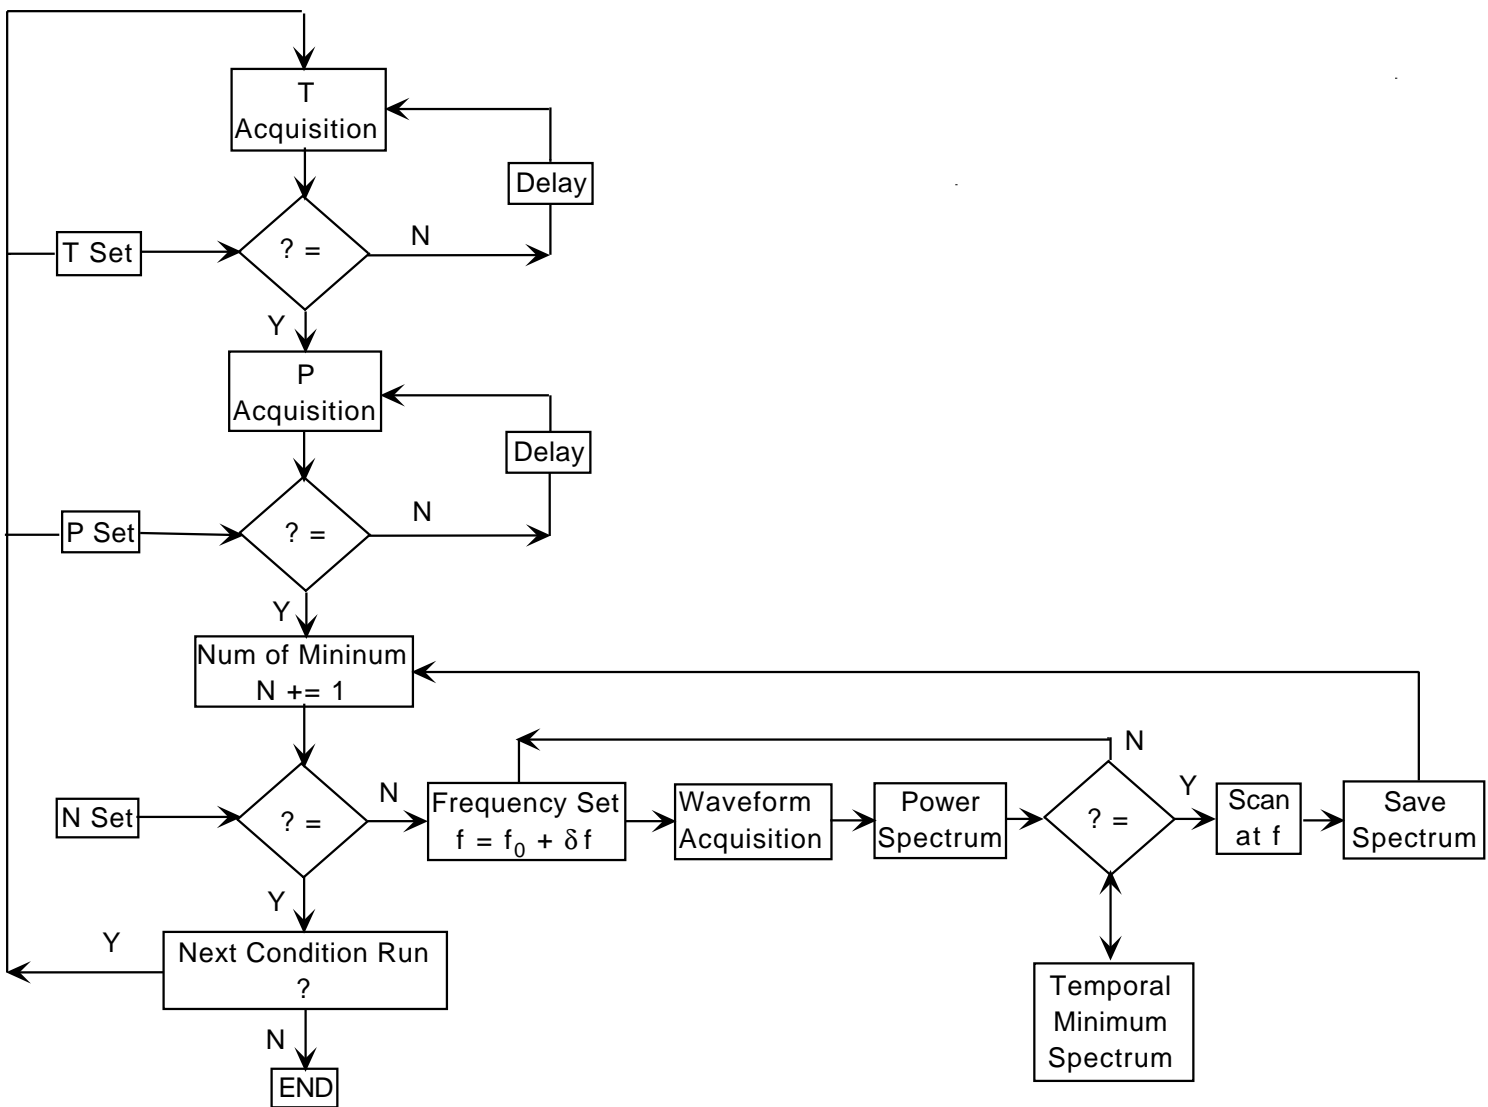 T
Acquisition
Delay
T Set
? =
N
Y
P
Acquisition
Delay
P Set
? =
N
Y
Num of Mininum
N += 1
N Set
? =
N
Frequency Set
f = f₀ + δ f
Waveform
Acquisition
Power
Spectrum
? =
N
Y
Scan
at f
Save
Spectrum
Temporal
Minimum
Spectrum
Y
Next Condition Run
?
Y
N
END